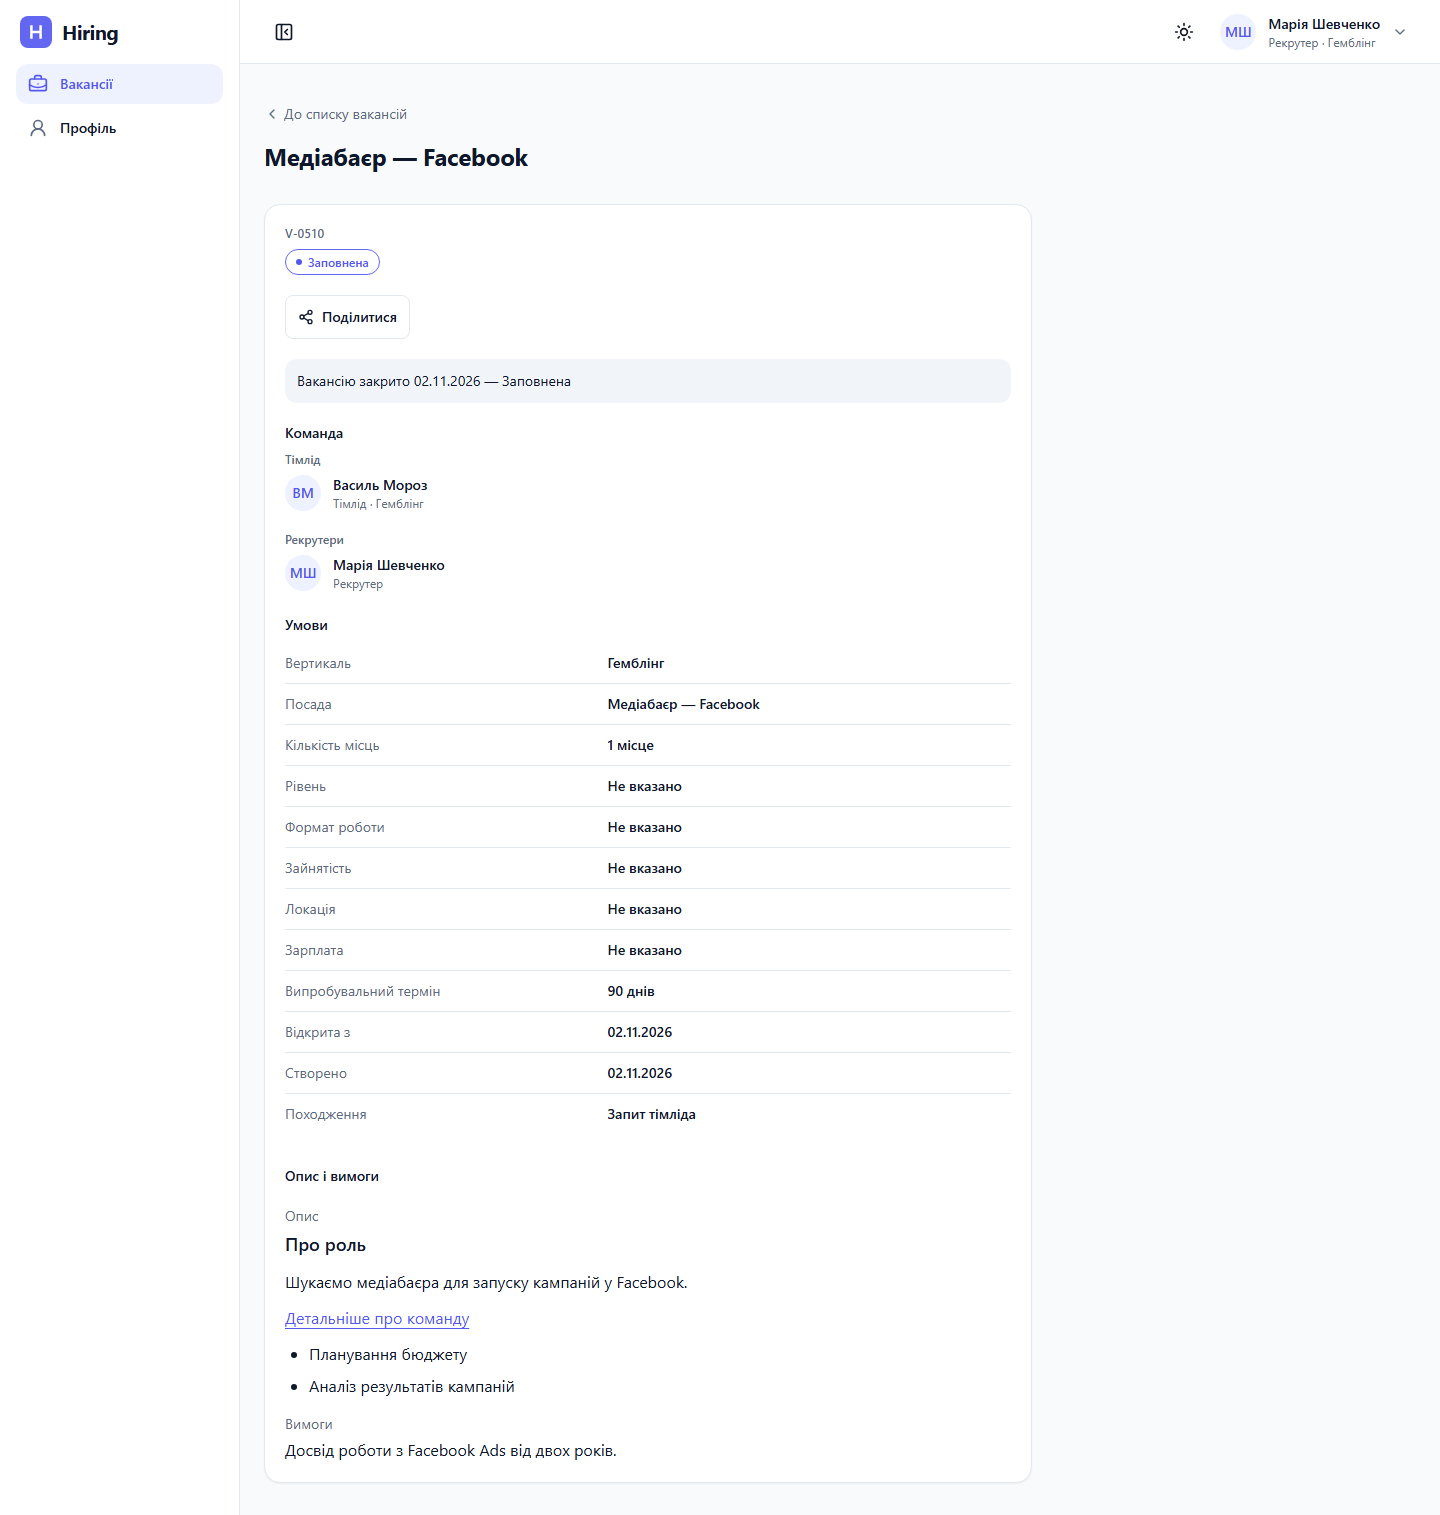 H Hiring
Вакансії
Профіль
МШ
Марія Шевченко
Рекрутер · Гемблінг
До списку вакансій
Медіабаєр — Facebook
V-0510
Заповнена
Поділитися
Вакансію закрито 02.11.2026 — Заповнена
Команда
Тімлід
ВМ
Василь Мороз
Тімлід · Гемблінг
Рекрутери
МШ
Марія Шевченко
Рекрутер
Умови
Вертикаль Гемблінг
Посада Медіабаєр — Facebook
Кількість місць 1 місце
Рівень Не вказано
Формат роботи Не вказано
Зайнятість Не вказано
Локація Не вказано
Зарплата Не вказано
Випробувальний термін 90 днів
Відкрита з 02.11.2026
Створено 02.11.2026
Походження Запит тімліда
Опис і вимоги
Опис
Про роль
Шукаємо медіабаєра для запуску кампаній у Facebook.
Детальніше про команду
Планування бюджету
Аналіз результатів кампаній
Вимоги
Досвід роботи з Facebook Ads від двох років.